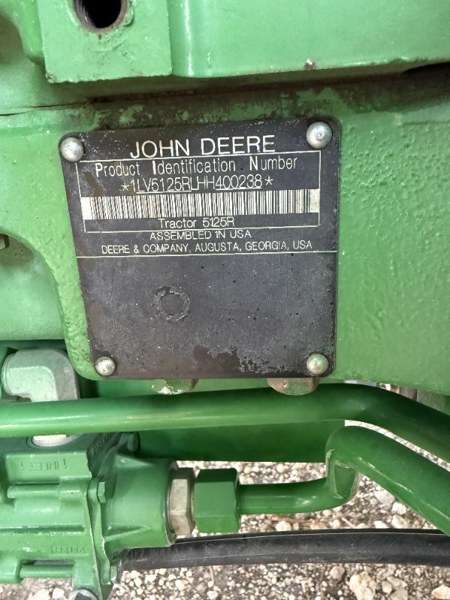 JOHN DEERE
Product Identification Number
*1LV5125RLHH400238*
Tractor 5125R
ASSEMBLED IN USA
DEERE & COMPANY, AUGUSTA, GEORGIA, USA